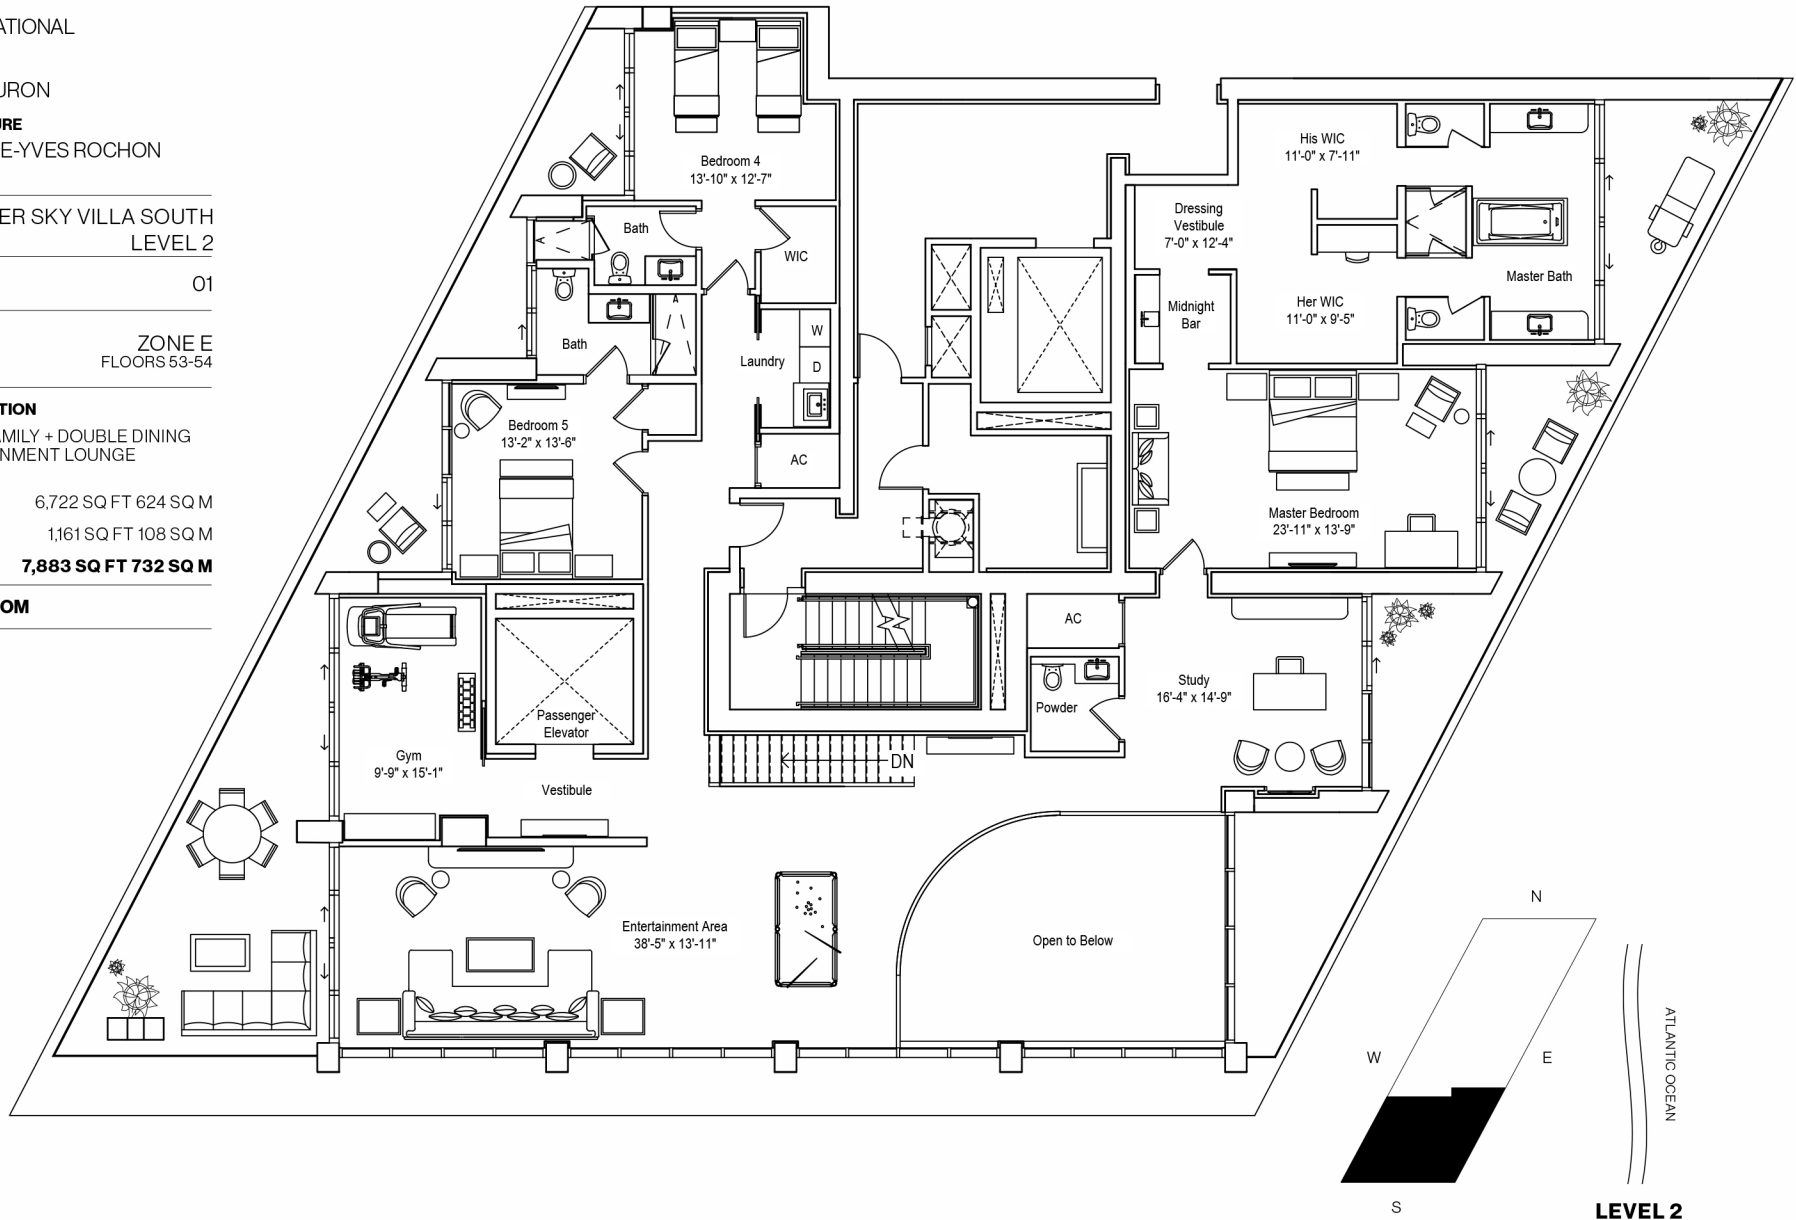 ATIONAL
URON
URE
E-YVES ROCHON
ER SKY VILLA SOUTH
LEVEL 2
01
ZONE E
FLOORS 53-54
TION
AMILY + DOUBLE DINING
NMENT LOUNGE
6,722 SQ FT 624 SQ M
1,161 SQ FT 108 SQ M
7,883 SQ FT 732 SQ M
OOM
Bedroom 4
13'-10" x 12'-7"
Bath
A
WIC
A
Bath
W
D
Laundry
Bedroom 5
13'-2" x 13'-6"
AC
His WIC
11'-0" x 7'-11"
Dressing
Vestibule
7'-0" x 12'-4"
Master Bath
Her WIC
11'-0" x 9'-5"
Midnight
Bar
Master Bedroom
23'-11" x 13'-9"
AC
Powder
Study
16'-4" x 14'-9"
Passenger
Elevator
Gym
9'-9" x 15'-1"
Vestibule
DN
Entertainment Area
38'-5" x 13'-11"
Open to Below
N
W
E
S
ATLANTIC OCEAN
LEVEL 2